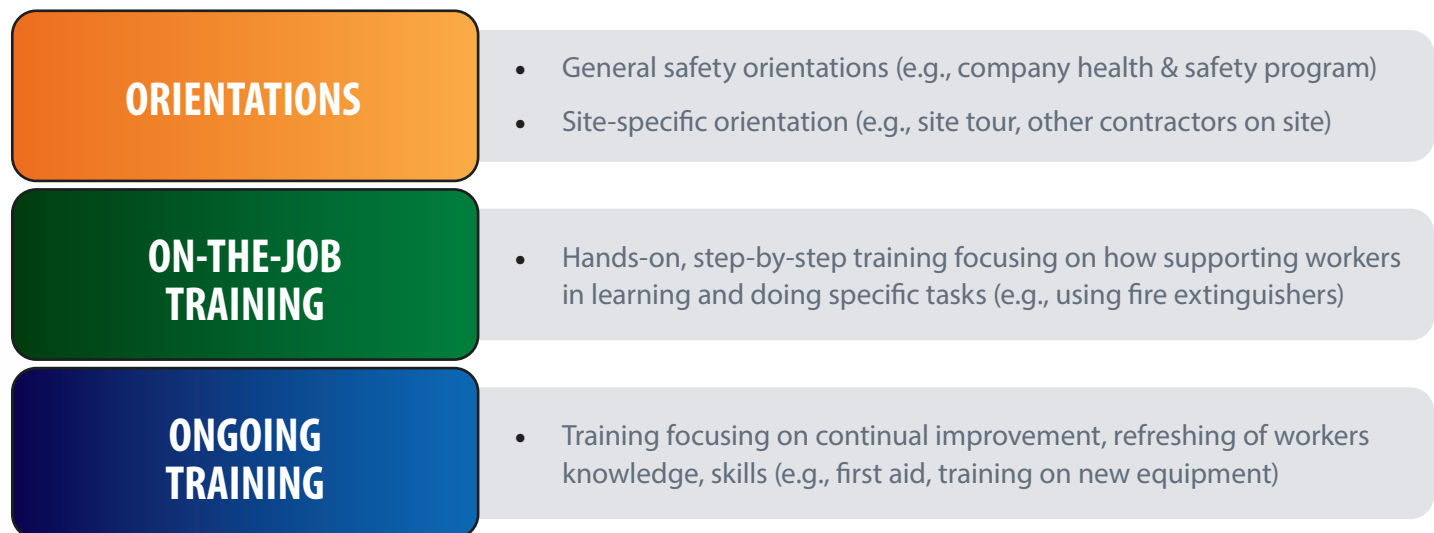 ORIENTATIONS
• General safety orientations (e.g., company health & safety program)
• Site-specific orientation (e.g., site tour, other contractors on site)
ON-THE-JOB
TRAINING
• Hands-on, step-by-step training focusing on how supporting workers
in learning and doing specific tasks (e.g., using fire extinguishers)
ONGOING
TRAINING
• Training focusing on continual improvement, refreshing of workers
knowledge, skills (e.g., first aid, training on new equipment)